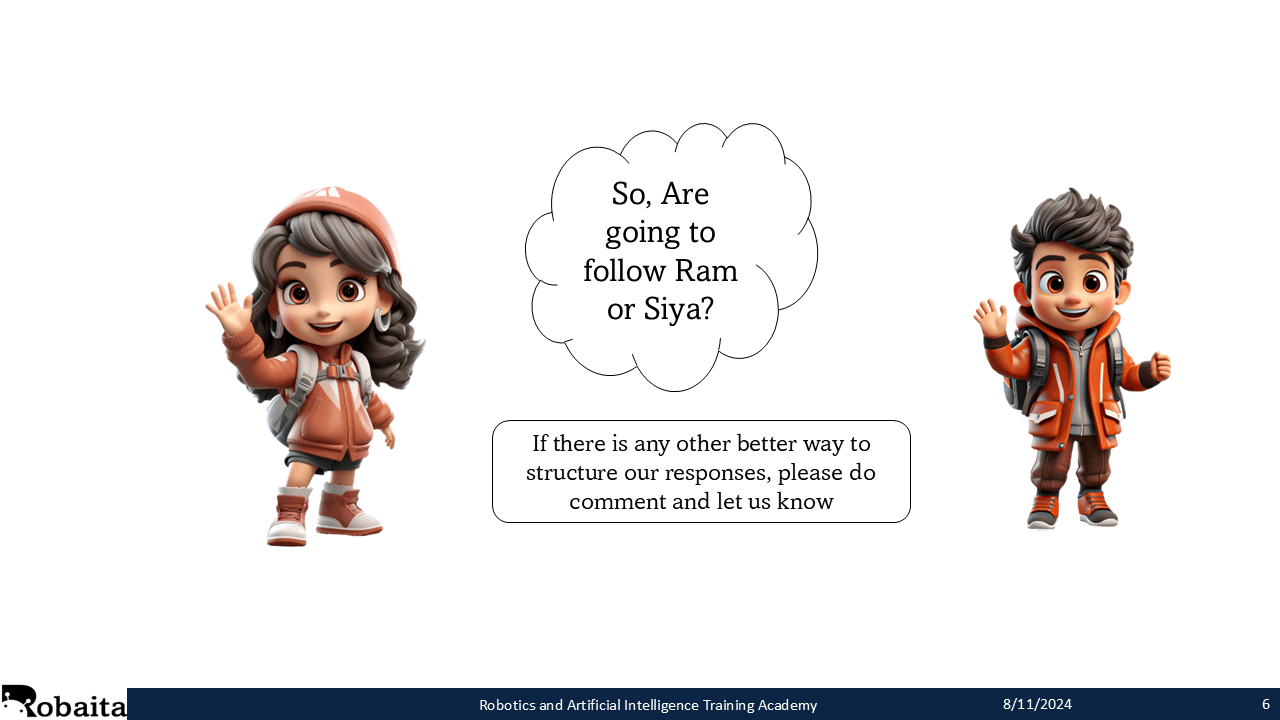 So, Are
going to
follow Ram
or Siya?
If there is any other better way to
structure our responses, please do
comment and let us know
Robaita
Robotics and Artificial Intelligence Training Academy
8/11/2024
6